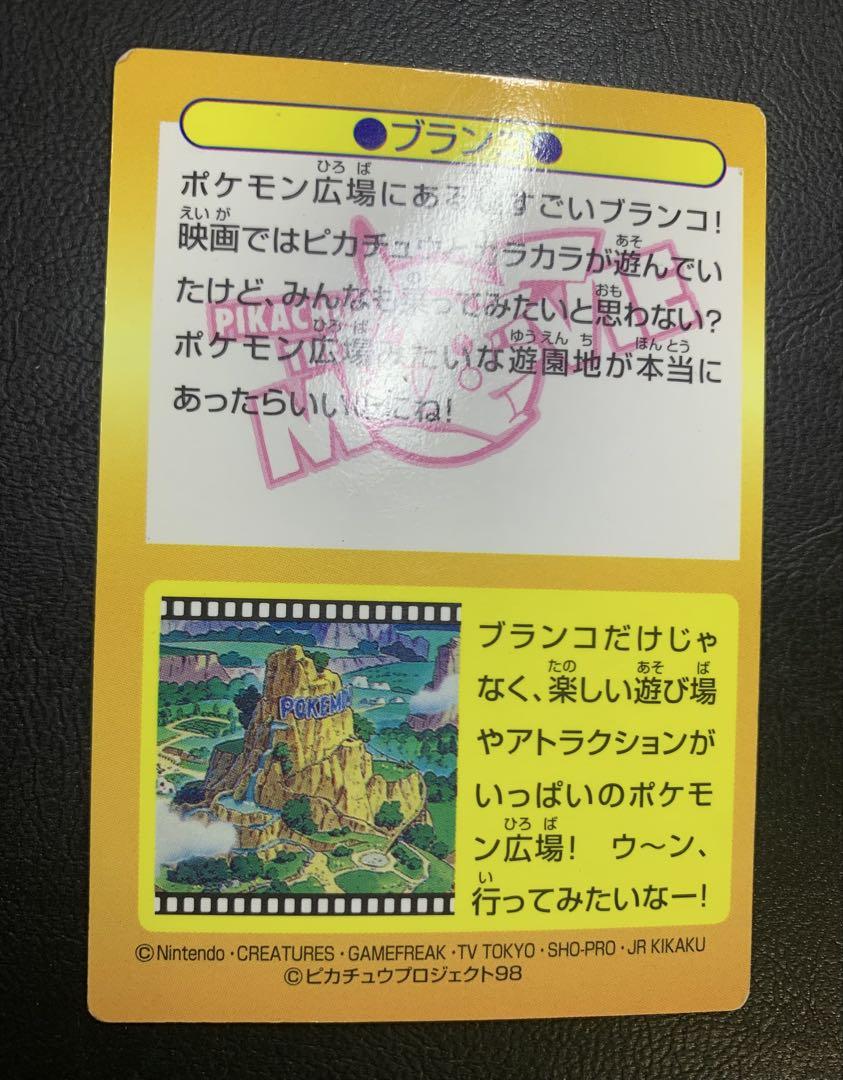 ●ブランコ●
ポケモン広場にある、すごいブランコ!
映画ではピカチュウとカラカラが遊んでい
たけど、みんなも乗ってみたいと思わない?
ポケモン広場みたいな遊園地が本当に
あったらいいのにね!
PIKACHU
THE MOVIE
POKEMON
ブランコだけじゃ
なく、楽しい遊び場
やアトラクションが
いっぱいのポケモ
ン広場! ウ〜ン、
行ってみたいなー!
©Nintendo・CREATURES・GAMEFREAK・TV TOKYO・SHO-PRO・JR KIKAKU
©ピカチュウプロジェクト98